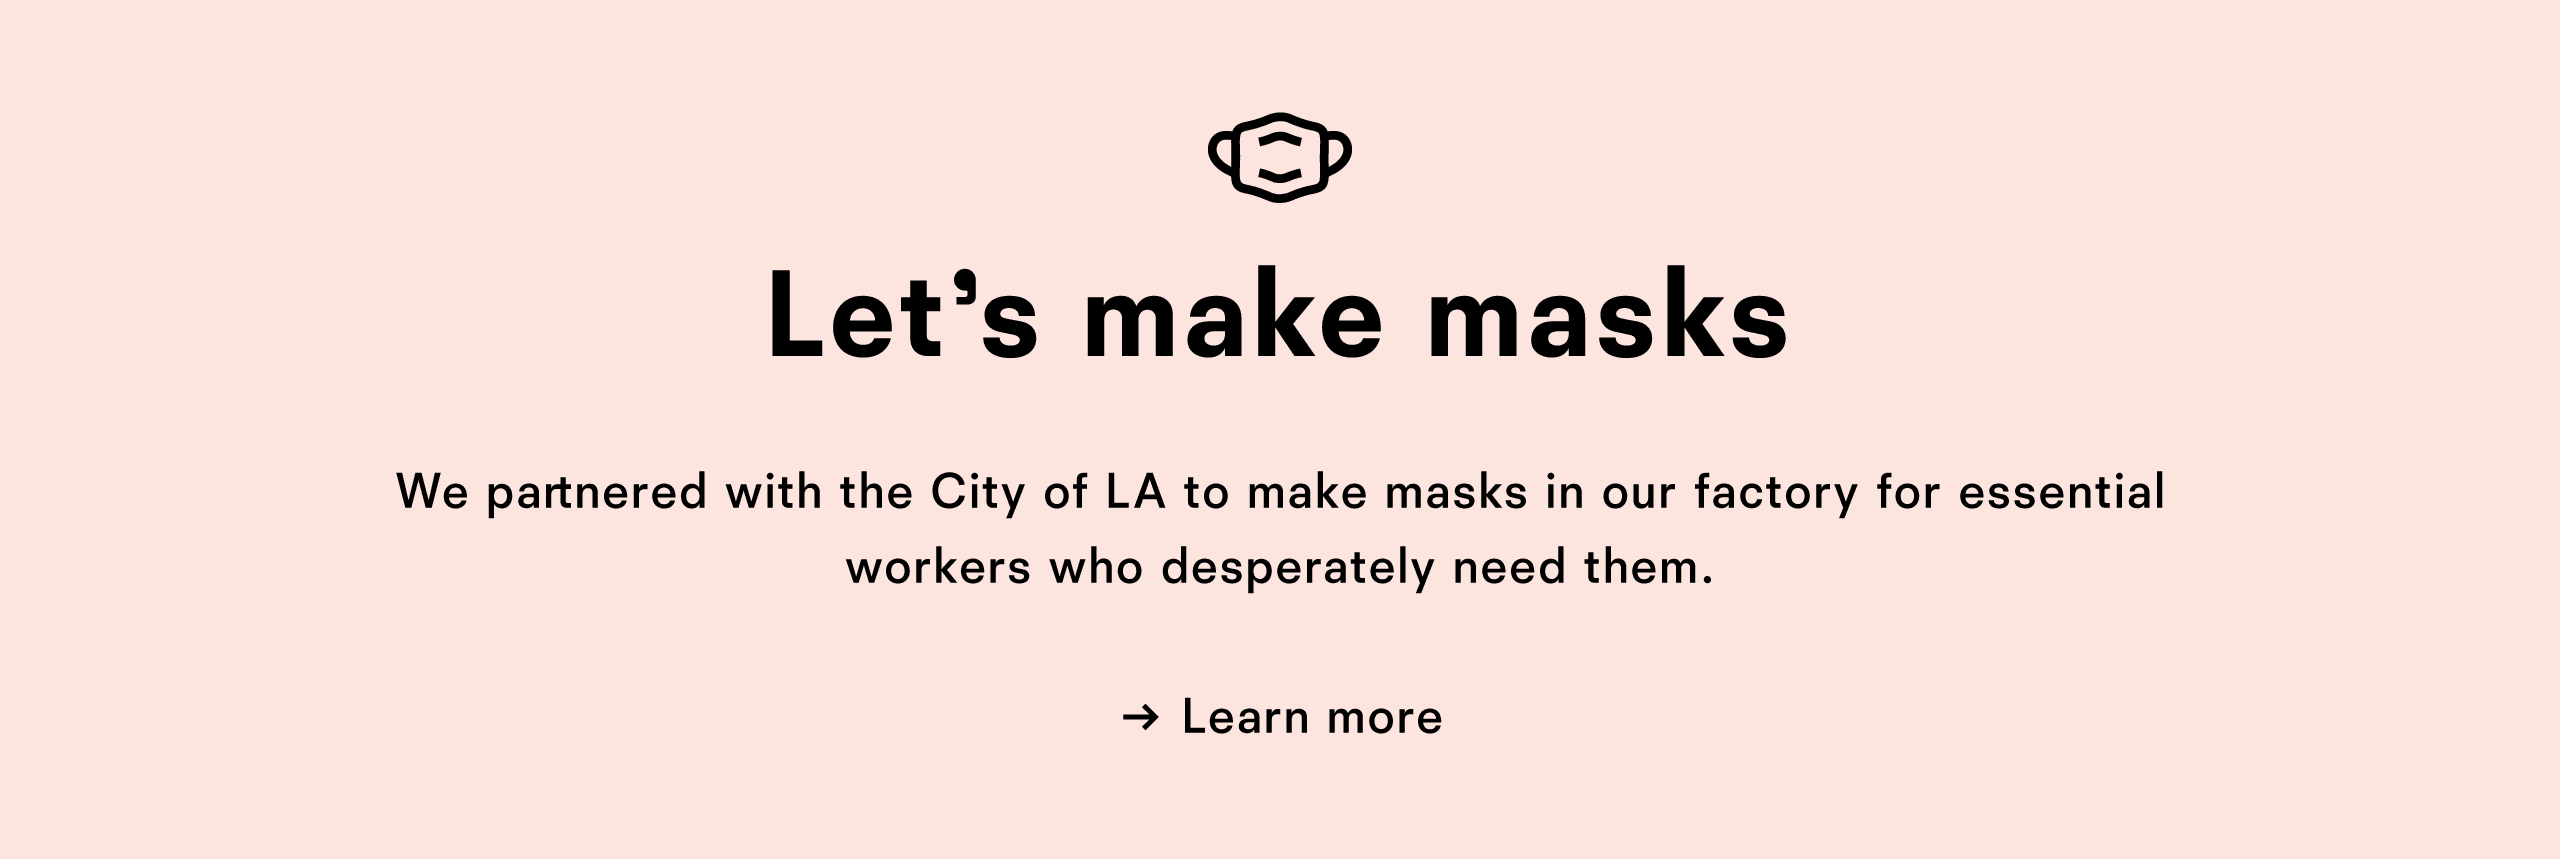 Let’s make masks
We partnered with the City of LA to make masks in our factory for essential
workers who desperately need them.
→ Learn more